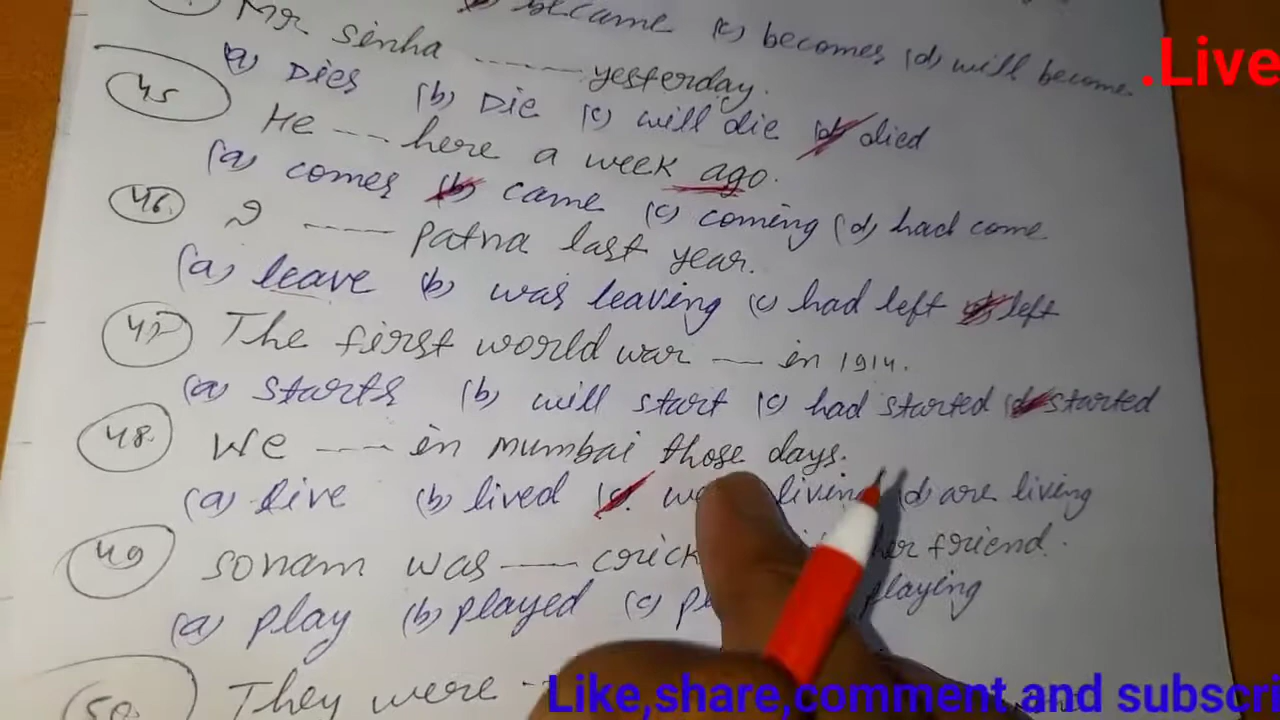 became (c) becomes (d) will become.
Mr sinha ------ yesterday.
.Live
(a) Dies (b) Die (c) will die (d) died
45 He --- here a week ago.
(a) comes (b) came (c) coming (d) had come
46. I ---- Patna last year.
(a) leave (b) was leaving (c) had left (d) left
47 The first world war --- in 1914.
(a) starts (b) will start (c) had started (d) started
48. We ---- in mumbai those days.
(a) live (b) lived (c) living (d) are living
49 Sonam was ---- friend.
(a) play (b) played (c) playing
50. They were
Like,share,comment and subscri